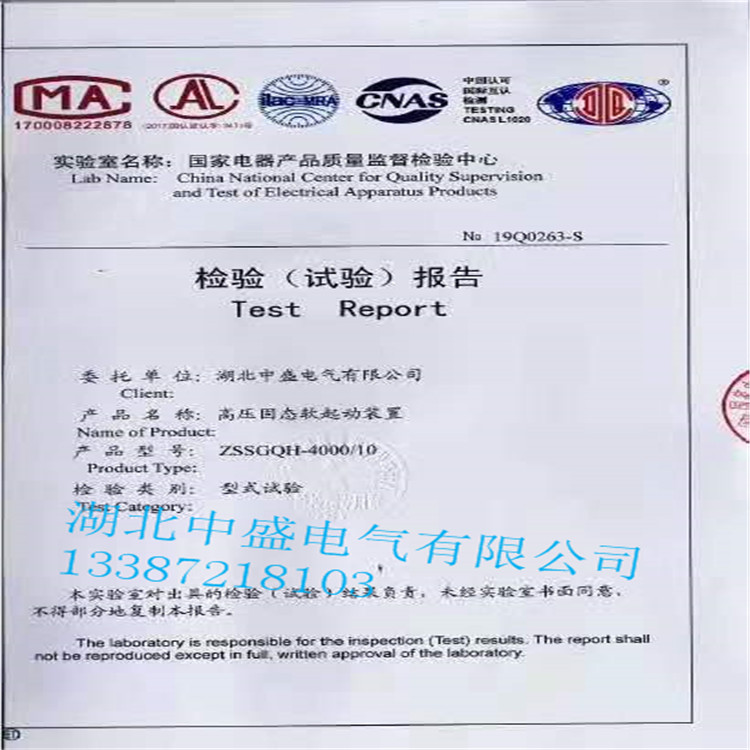 MA
AL
ilac-MRA
CNAS
中国认可
国际互认
检测
TESTING
CNAS L1020
®
170008222878
实验室名称：国家电器产品质量监督检验中心
Lab Name: China National Center for Quality Supervision
and Test of Electrical Apparatus Products
№ 19Q0263-S
检验（试验）报告
Test Report
委托单位：湖北中盛电气有限公司
Client:
产品名称：高压固态软起动装置
Name of Product:
产品型号：ZSSGQH-4000/10
Product Type:
检验类别：型式试验
Test Category:
湖北中盛电气有限公司
13387218103
本实验室对出具的检验（试验）结果负责，未经实验室书面同意，
不得部分地复制本报告。
The laboratory is responsible for the inspection (Test) results. The report shall
not be reproduced except in full, written approval of the laboratory.